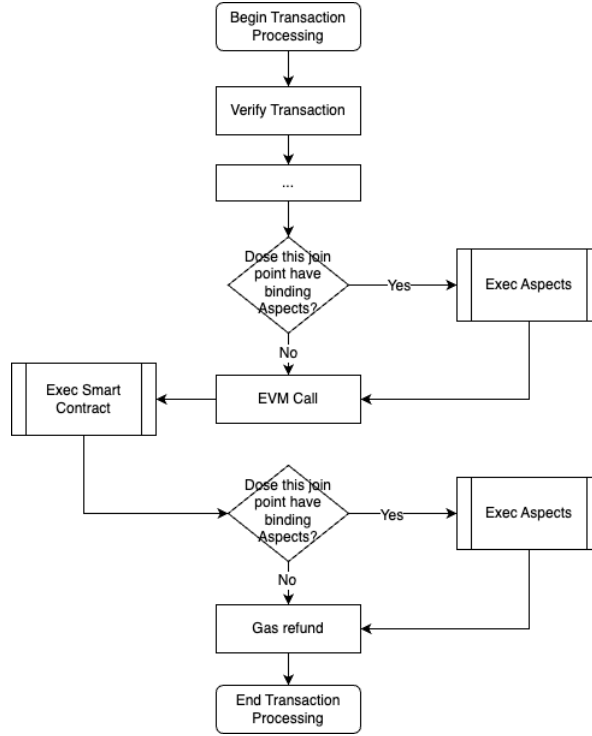 Begin Transaction
Processing
Verify Transaction
...
Dose this join
point have
binding
Aspects?
Yes
Exec Aspects
No
EVM Call
Exec Smart
Contract
Dose this join
point have
binding
Aspects?
Yes
Exec Aspects
No
Gas refund
End Transaction
Processing